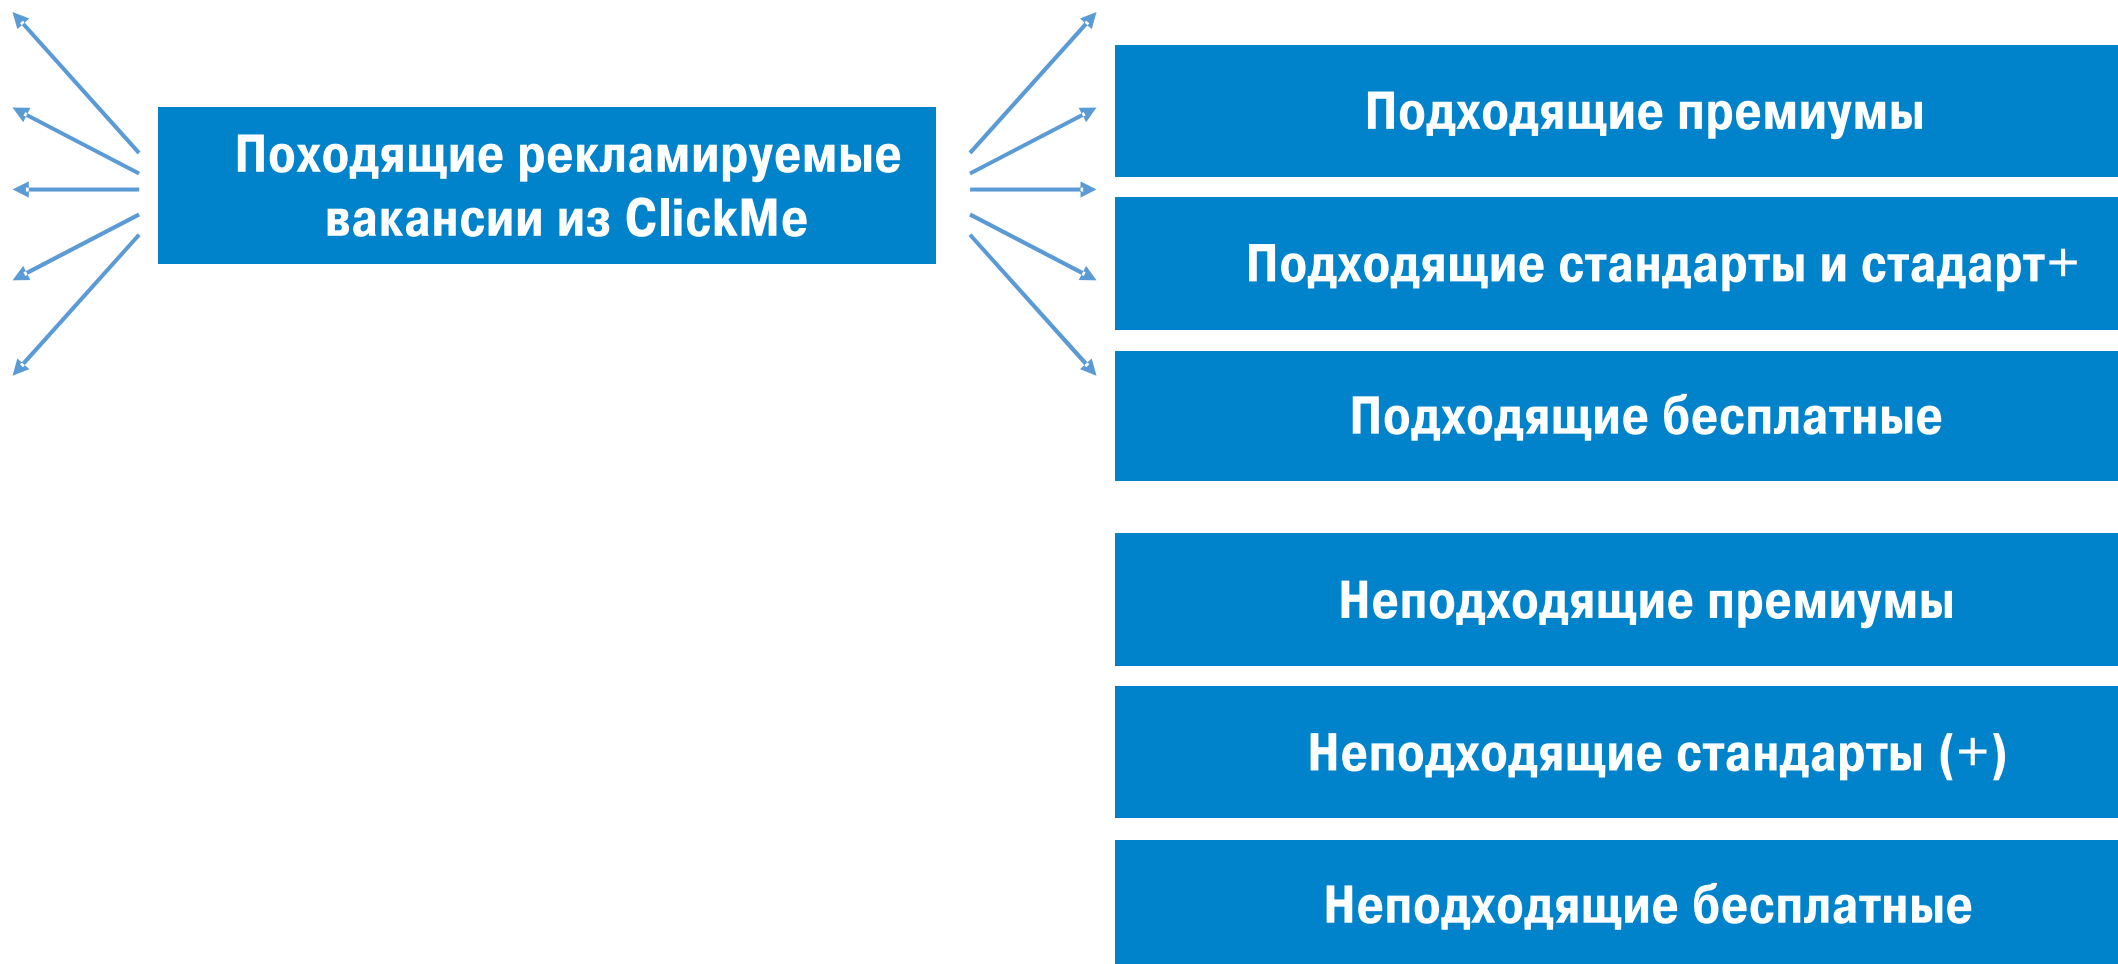 Походящие рекламируемые
вакансии из ClickMe
Подходящие премиумы
Подходящие стандарты и стадарт+
Подходящие бесплатные
Неподходящие премиумы
Неподходящие стандарты (+)
Неподходящие бесплатные